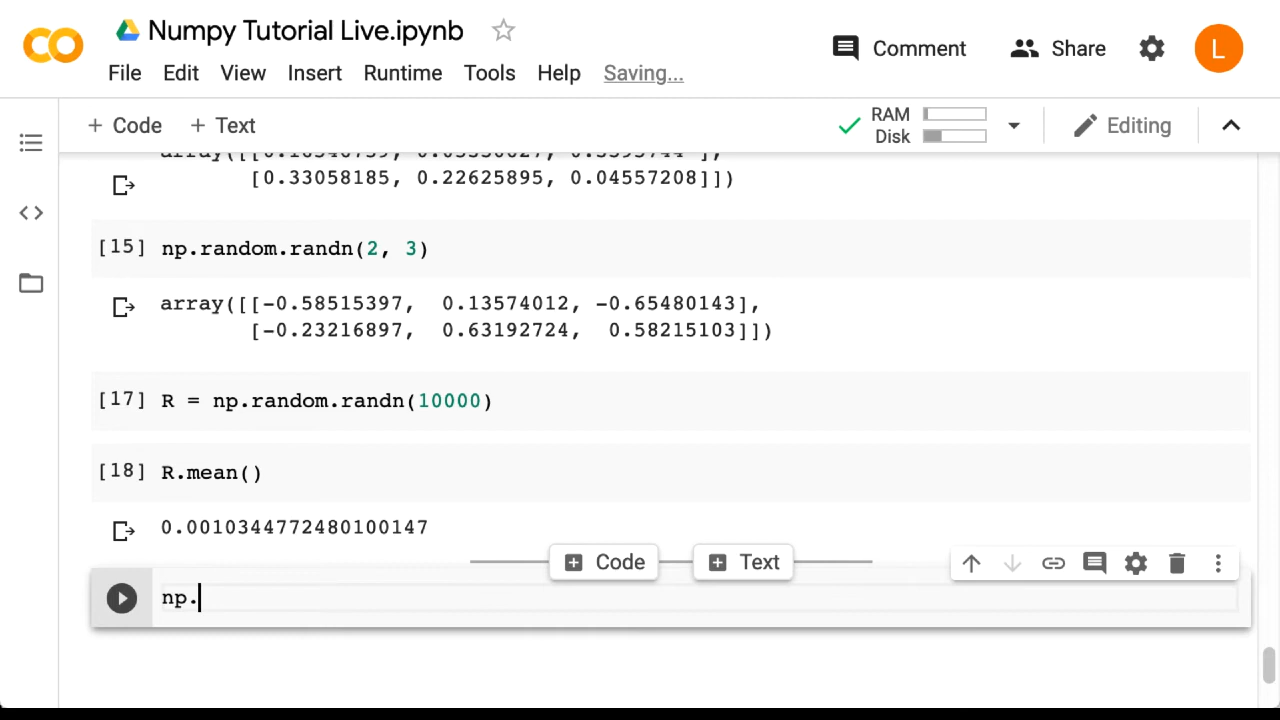 Numpy Tutorial Live.ipynb
File Edit View Insert Runtime Tools Help Saving...
Comment Share L
+ Code + Text
RAM
Disk
Editing
[0.33058185, 0.22625895, 0.04557208]])
[15] np.random.randn(2, 3)
array([[-0.58515397, 0.13574012, -0.65480143],
[-0.23216897, 0.63192724, 0.58215103]])
[17] R = np.random.randn(10000)
[18] R.mean()
0.0010344772480100147
Code Text
np.